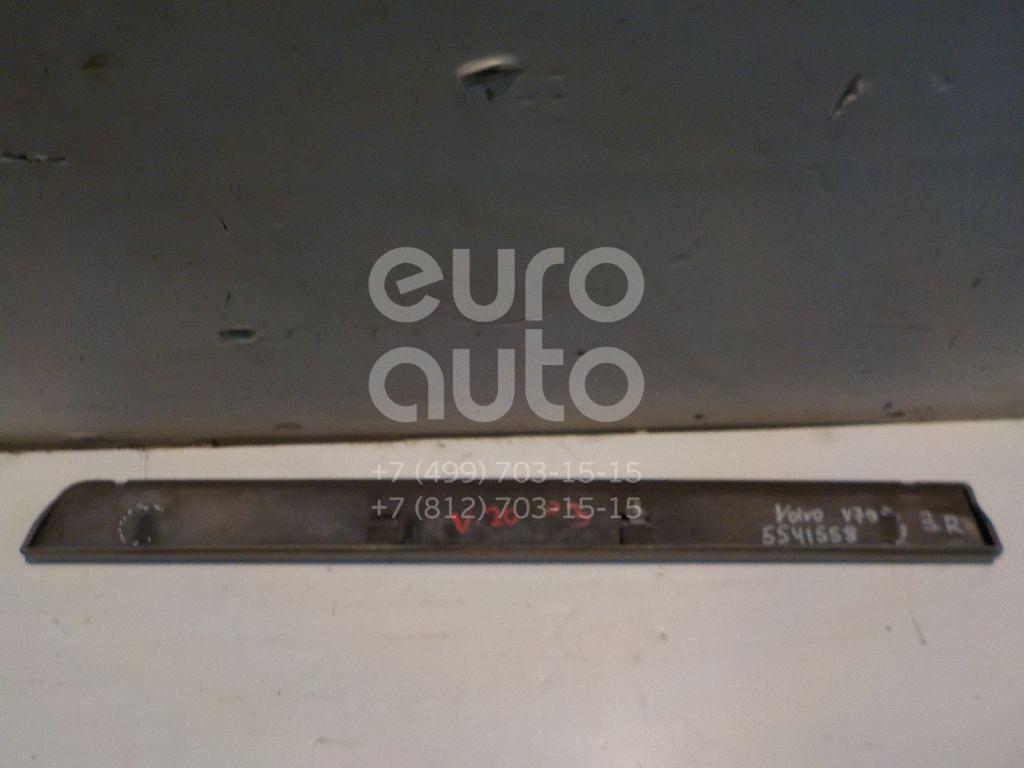 euro
auto
+7 (499) 703-15-15
+7 (812) 703-15-15
Volvo V70
5541558